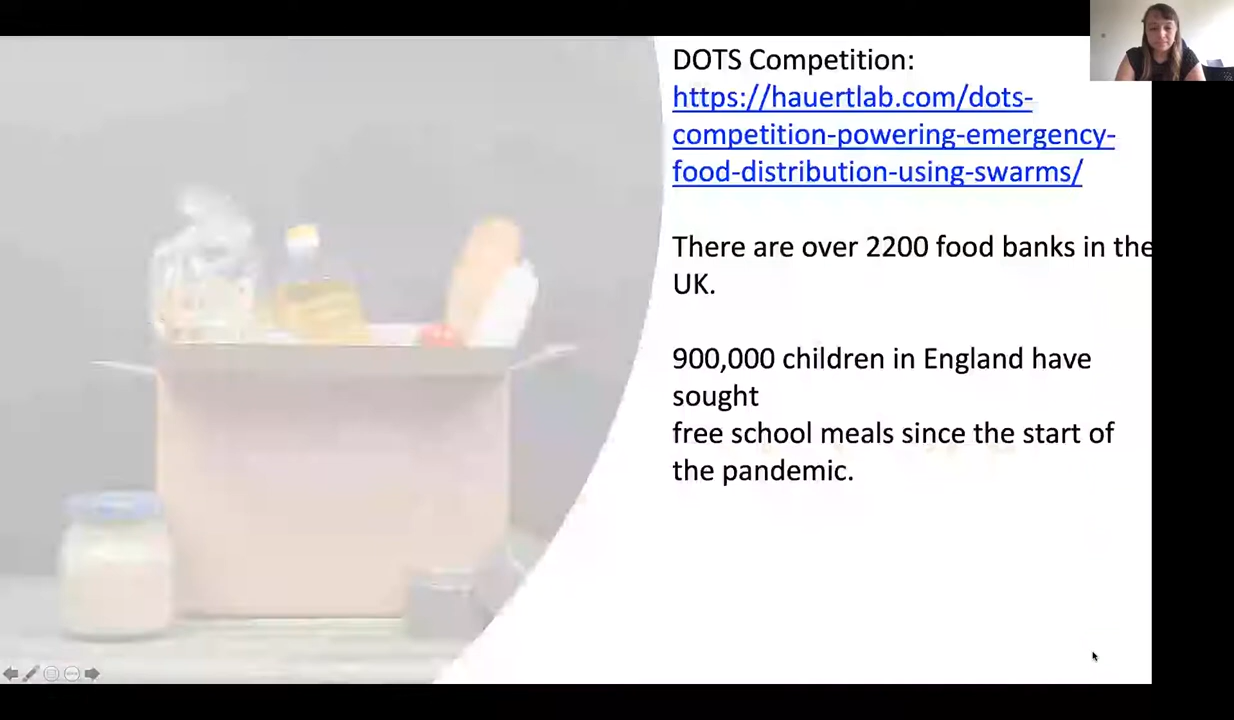 DOTS Competition:
https://hauertlab.com/dots-
competition-powering-emergency-
food-distribution-using-swarms/
There are over 2200 food banks in the
UK.
900,000 children in England have
sought
free school meals since the start of
the pandemic.